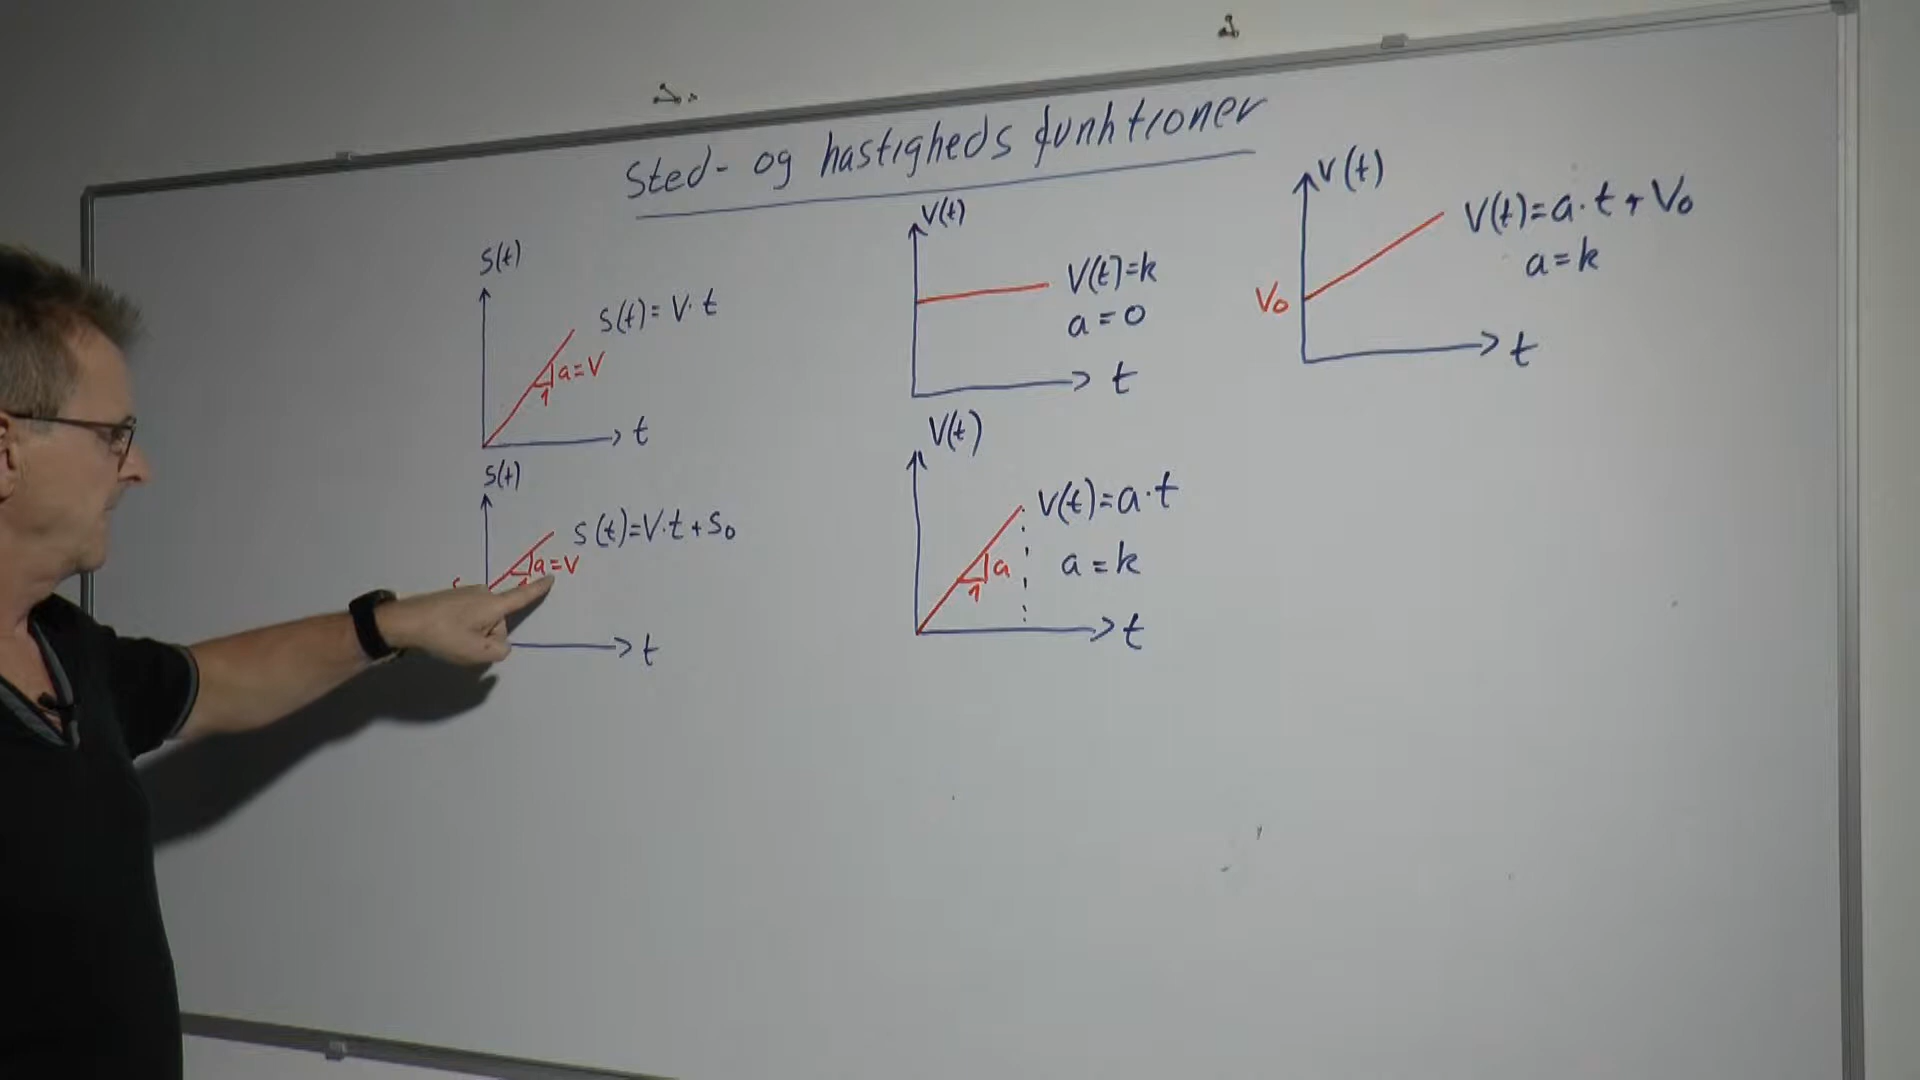 Sted- og hastigheds funktioner
S(t)
S(t)= V·t
a=V
1
t
S(t)
S(t)=V·t+S0
a=V
t
V(t)
V(t)=k
a=0
t
V(t)
V(t)=a·t
a
1
a=k
t
V(t)
V(t)=a·t+V0
a=k
V0
t